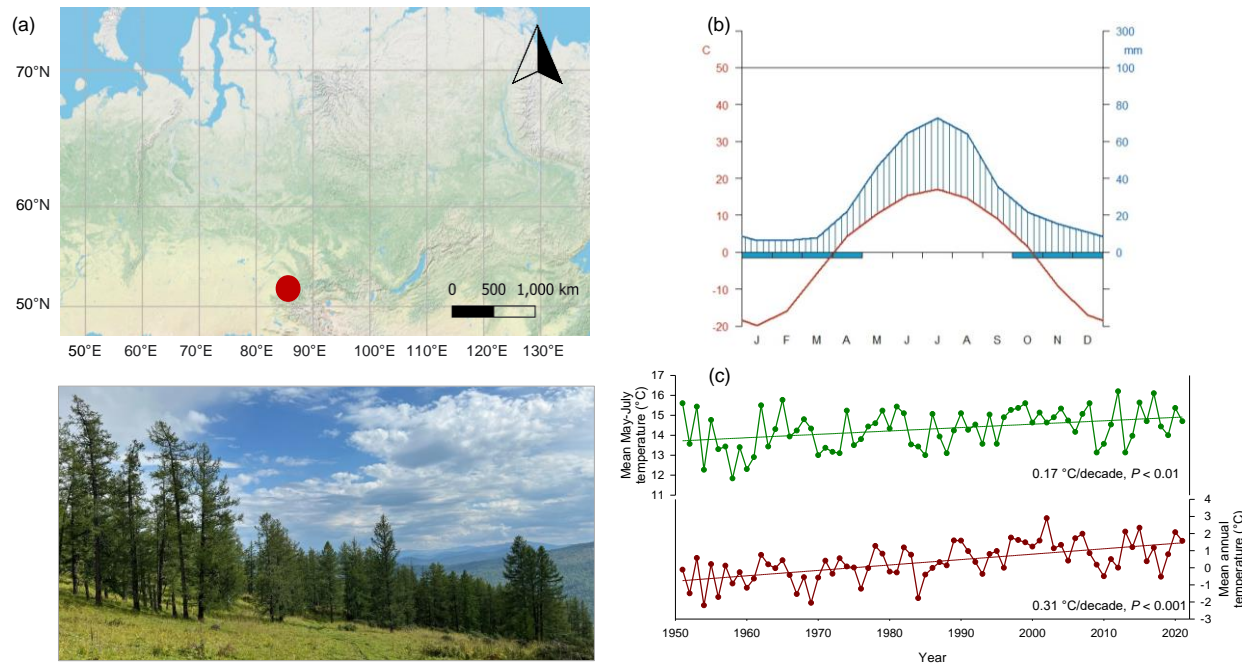 (a)
70°N
60°N
50°N
0 500 1,000 km
50°E 60°E 70°E 80°E 90°E 100°E 110°E 120°E 130°E
(b)
C
300
mm
50 100
40 80
30 60
20 40
10 20
0 0
-10
-20
J F M A M J J A S O N D
(c)
Mean May-July
temperature (°C)
16
15
14
13
12
11
0.17 °C/decade, P < 0.01
4
3
2
1
0
-1
-2
-3
Mean annual
temperature (°C)
0.31 °C/decade, P < 0.001
1950 1960 1970 1980 1990 2000 2010 2020
Year